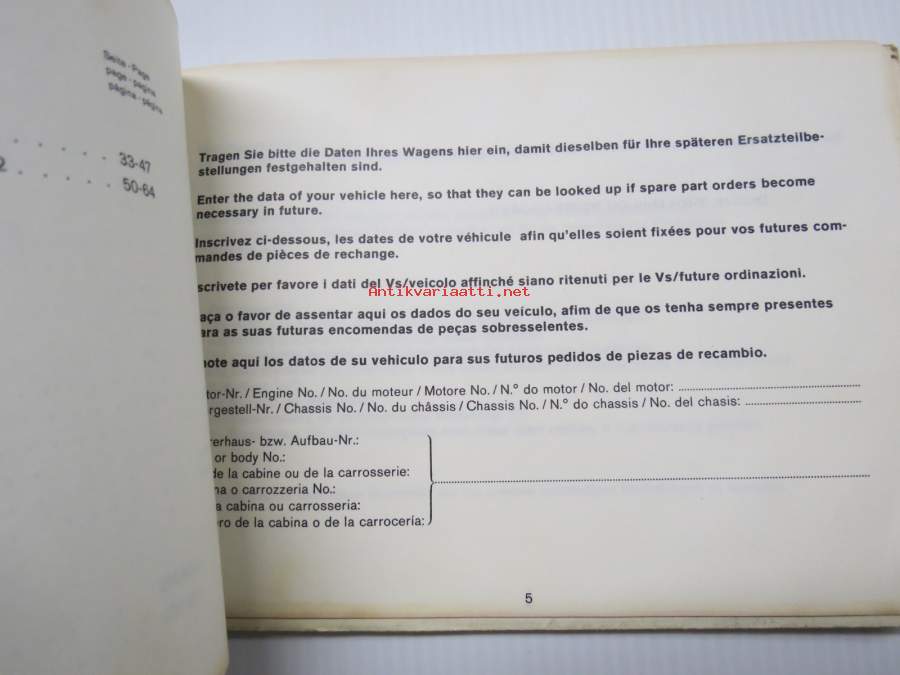 Seite - Page
page - pagina
página - página
33-47
2
50-64
Tragen Sie bitte die Daten Ihres Wagens hier ein, damit dieselben für Ihre späteren Ersatzteilbe-
stellungen festgehalten sind.
Enter the data of your vehicle here, so that they can be looked up if spare part orders become
necessary in future.
Inscrivez ci-dessous, les dates de votre véhicule afin qu'elles soient fixées pour vos futures com-
mandes de pièces de rechange.
scrivete per favore i dati del Vs/veicolo affinché siano ritenuti per le Vs/future ordinazioni.
Antikvariaatti.net
aça o favor de assentar aqui os dados do seu veículo, afim de que os tenha sempre presentes
ara as suas futuras encomendas de peças sobresselentes.
note aqui los datos de su vehiculo para sus futuros pedidos de piezas de recambio.
tor-Nr. / Engine No. / No. du moteur / Motore No. / N.° do motor / No. del motor:
rgestell-Nr. / Chassis No. / No. du châssis / Chassis No. / N.° do chassis / No. del chasis:
rerhaus- bzw. Aufbau-Nr.:
or body No.:
de la cabine ou de la carrosserie:
na o carrozzeria No.:
a cabina ou carrosseria:
ro de la cabina o de la carrocería:
5